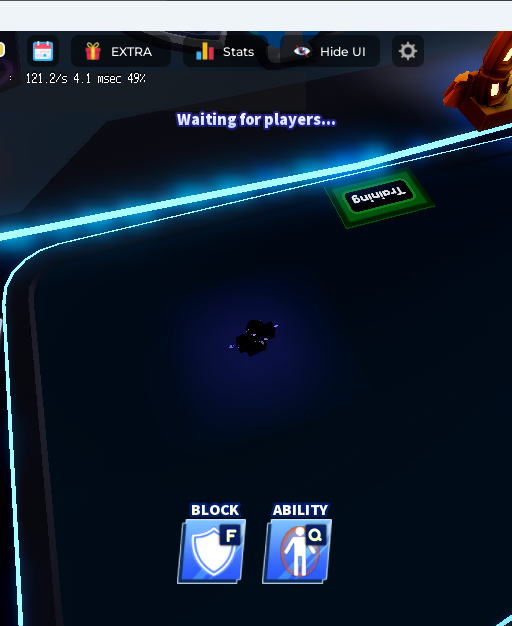 EXTRA
Stats
Hide UI
: 121.2/s 4.1 msec 49%
Waiting for players...
Training
BLOCK
ABILITY
F
Q